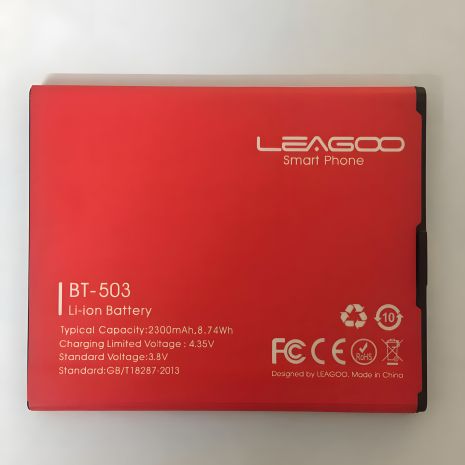 LEAGOO
Smart Phone
BT-503
Li-ion Battery
Typical Capacity:2300mAh,8.74Wh
Charging Limited Voltage : 4.35V
Standard Voltage:3.8V
Standard:GB/T18287-2013
10
FC CE RoHS
Designed by LEAGOO. Made in China